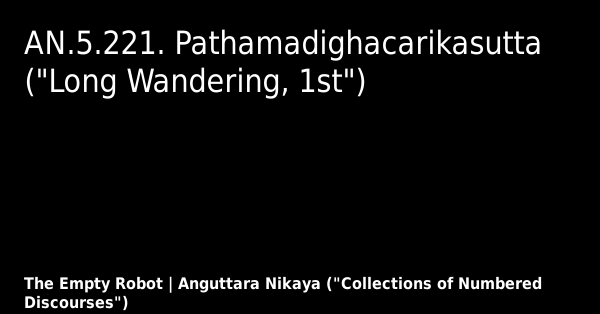 AN.5.221. Pathamadighacarikasutta
("Long Wandering, 1st")
The Empty Robot | Anguttara Nikaya ("Collections of Numbered
Discourses")